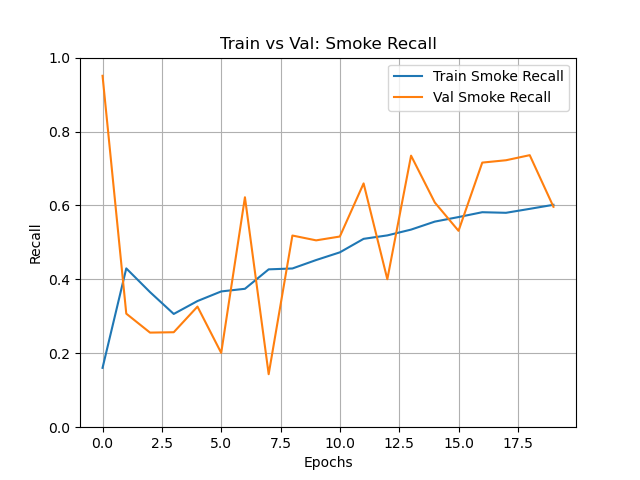 Train vs Val: Smoke Recall
Train Smoke Recall
Val Smoke Recall
1.0
0.8
0.6
0.4
0.2
0.0
Recall
0.0 2.5 5.0 7.5 10.0 12.5 15.0 17.5
Epochs